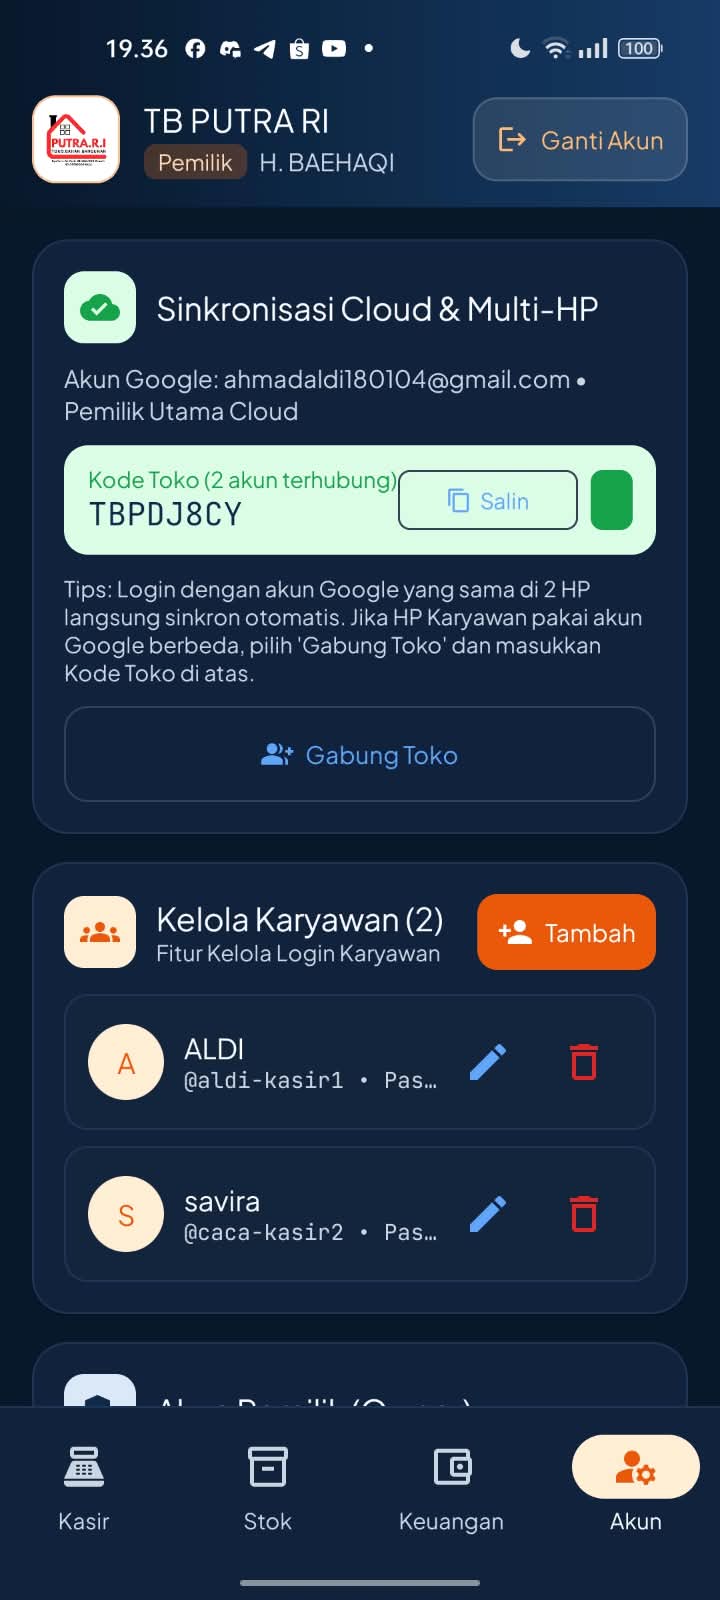 19.36
100
PUTRA.R.I
TOKO BAHAN BANGUNAN
TB PUTRA RI
Pemilik H. BAEHAQI
Ganti Akun
Sinkronisasi Cloud & Multi-HP
Akun Google: ahmadaldi180104@gmail.com •
Pemilik Utama Cloud
Kode Toko (2 akun terhubung)
TBPDJ8CY
Salin
Tips: Login dengan akun Google yang sama di 2 HP
langsung sinkron otomatis. Jika HP Karyawan pakai akun
Google berbeda, pilih 'Gabung Toko' dan masukkan
Kode Toko di atas.
Gabung Toko
Kelola Karyawan (2)
Fitur Kelola Login Karyawan
Tambah
A
ALDI
@aldi-kasir1 • Pas…
S
savira
@caca-kasir2 • Pas…
Kasir
Stok
Keuangan
Akun